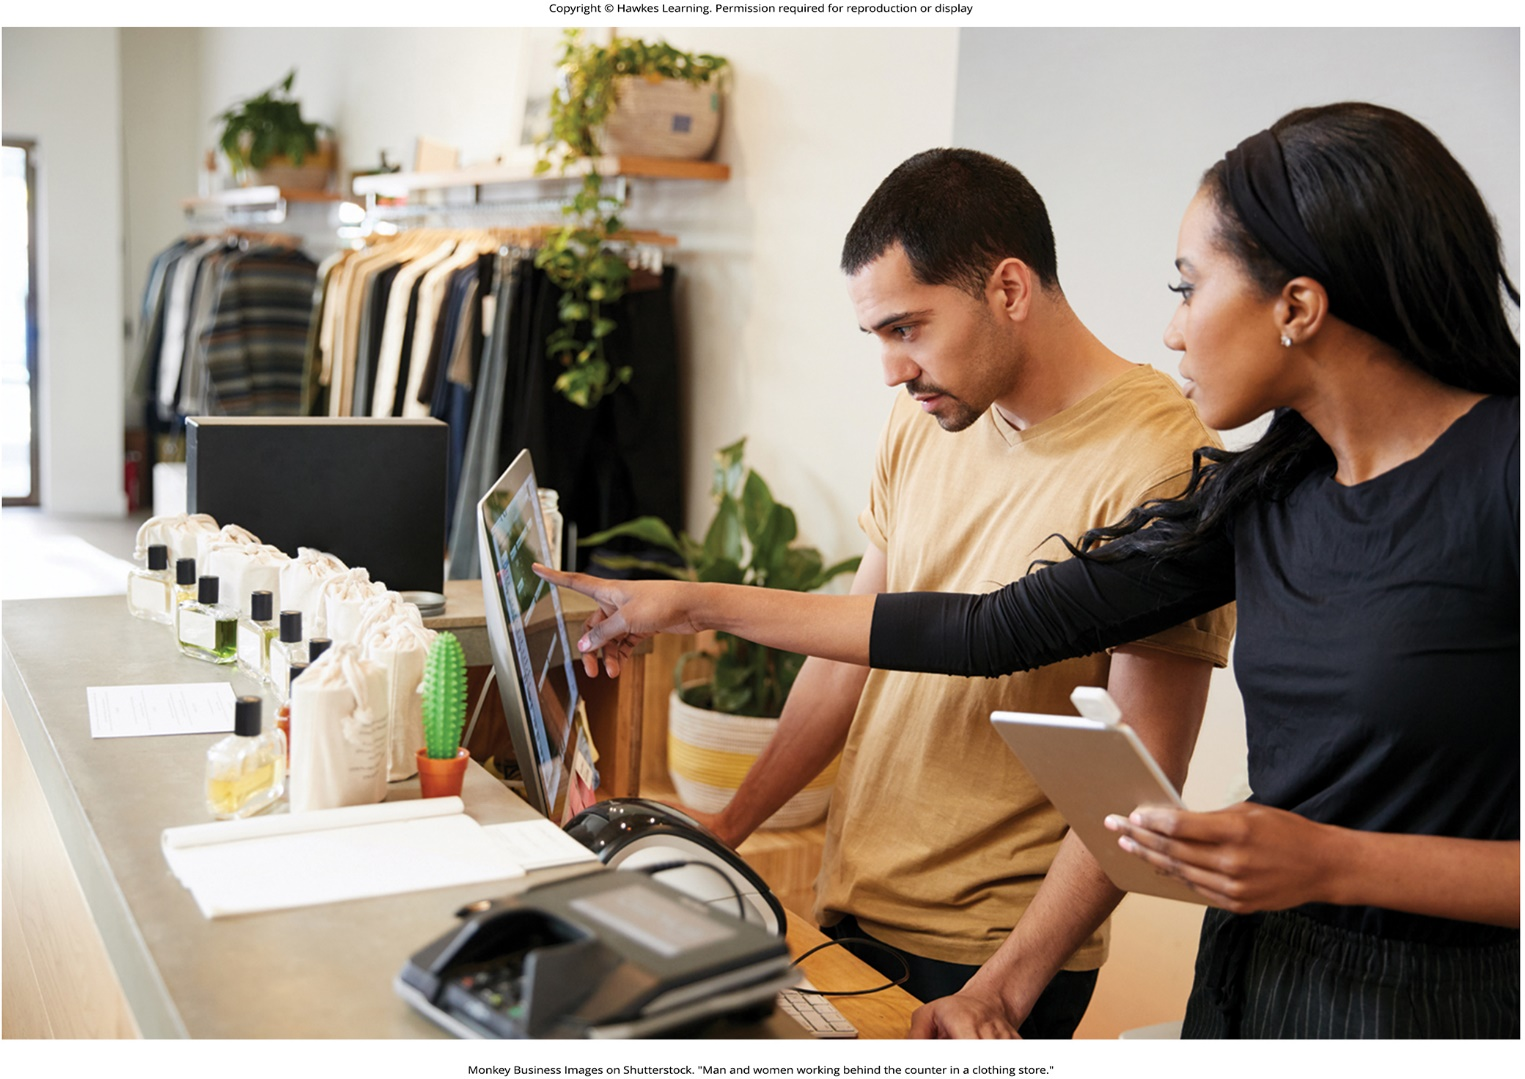 Copyright © Hawkes Learning. Permission required for reproduction or display
Monkey Business Images on Shutterstock. "Man and women working behind the counter in a clothing store."